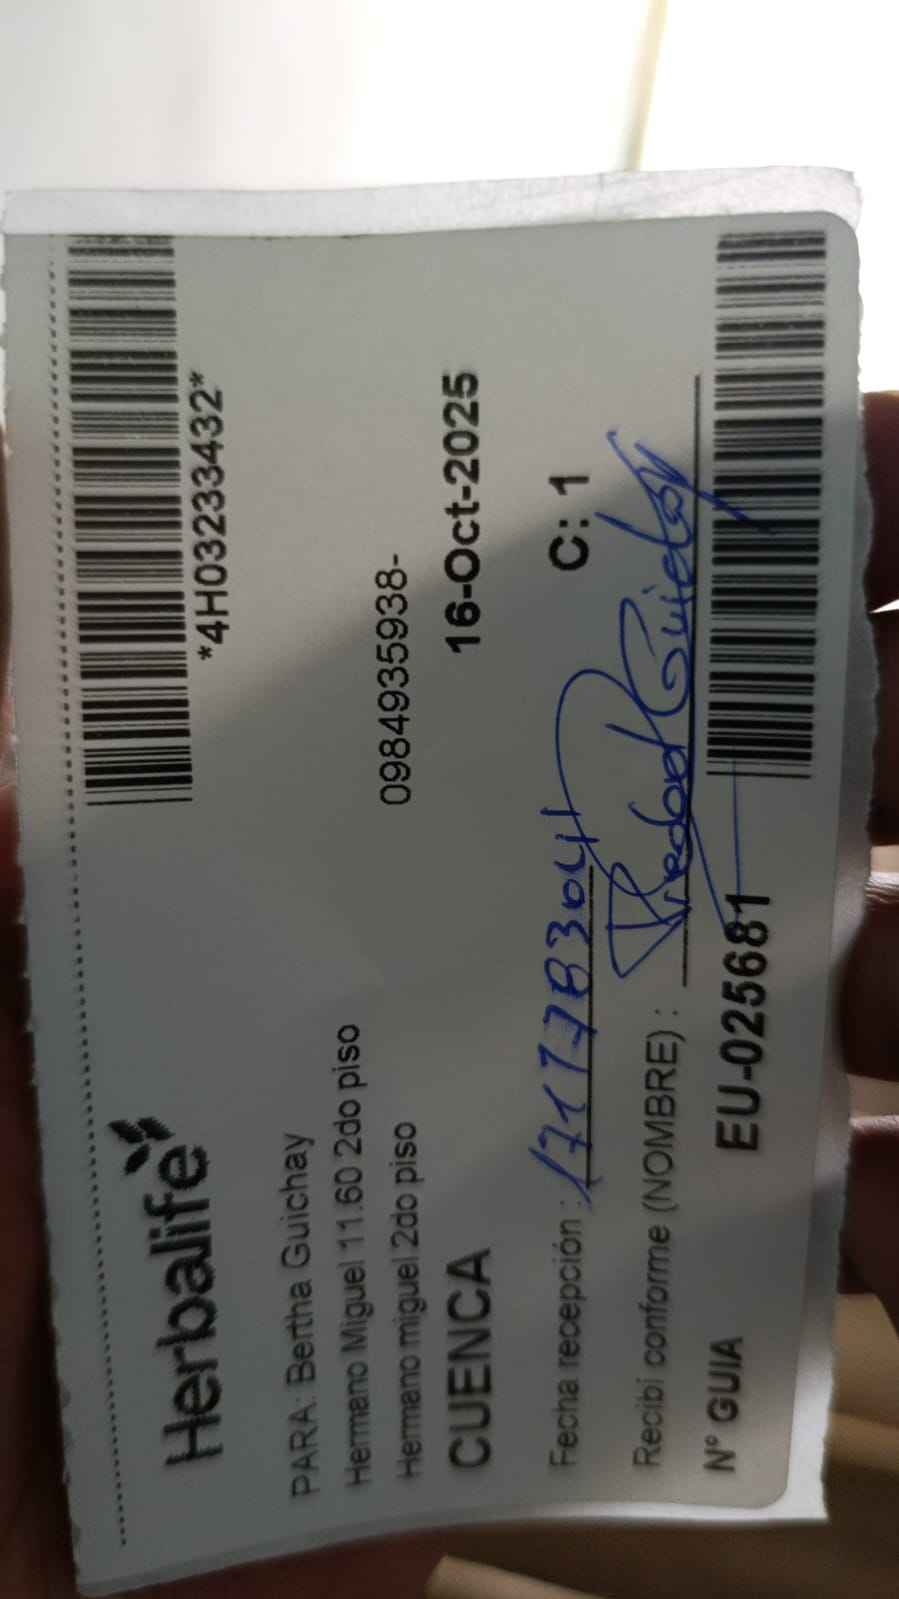 Herbalife
*4H03233432*
PARA: Bertha Guichay
Hermano Miguel 11.60 2do piso
Hermano miguel 2do piso 0984935938-
CUENCA 16-Oct-2025
Fecha recepción : 1717783041 C: 1
Recibí conforme (NOMBRE) :
N° GUIA EU-025681